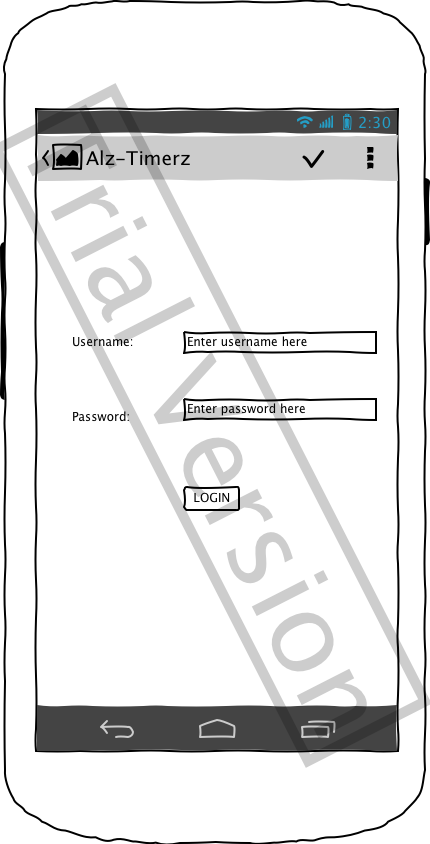 2:30
Alz-Timerz
Username: Enter username here
Password: Enter password here
LOGIN
Trial Version